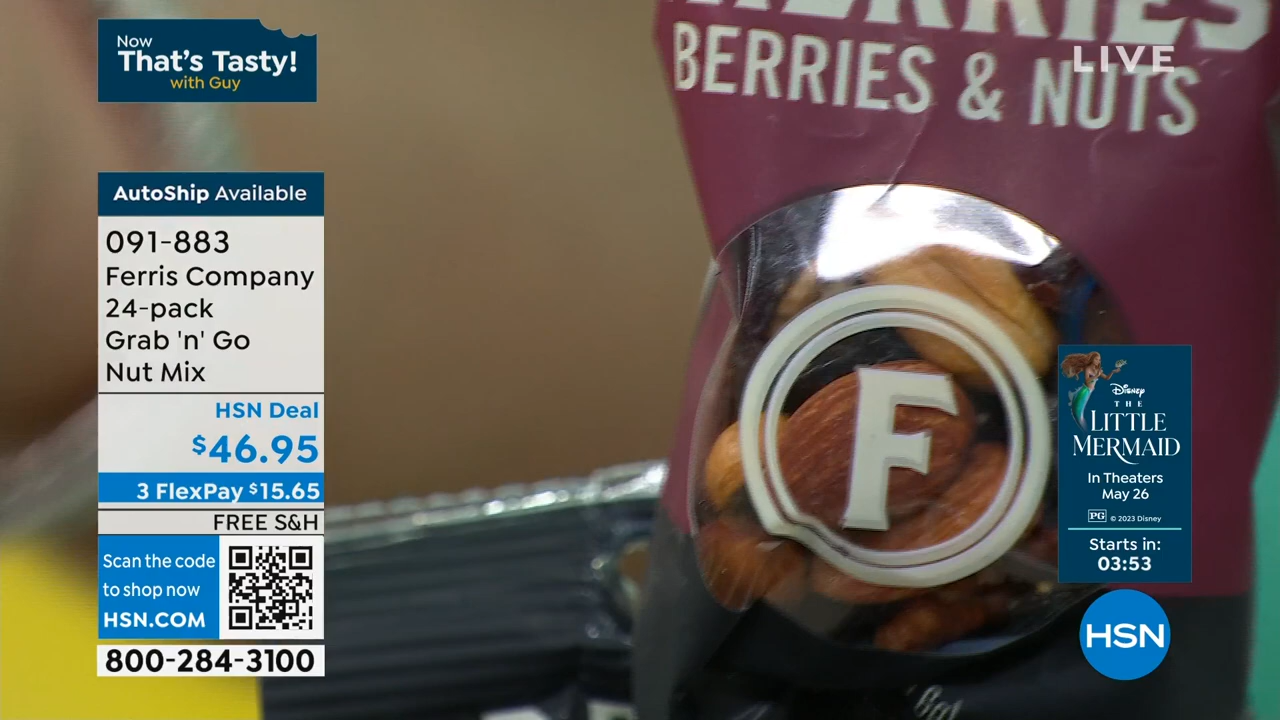 Now
That's Tasty!
with Guy
AutoShip Available
091-883
Ferris Company
24-pack
Grab 'n' Go
Nut Mix
HSN Deal
$46.95
3 FlexPay $15.65
FREE S&H
Scan the code
to shop now
HSN.COM
800-284-3100
BERRIES & NUTS
F
LIVE
Disney
THE
LITTLE
MERMAID
In Theaters
May 26
PG © 2023 Disney
Starts in:
03:53
HSN